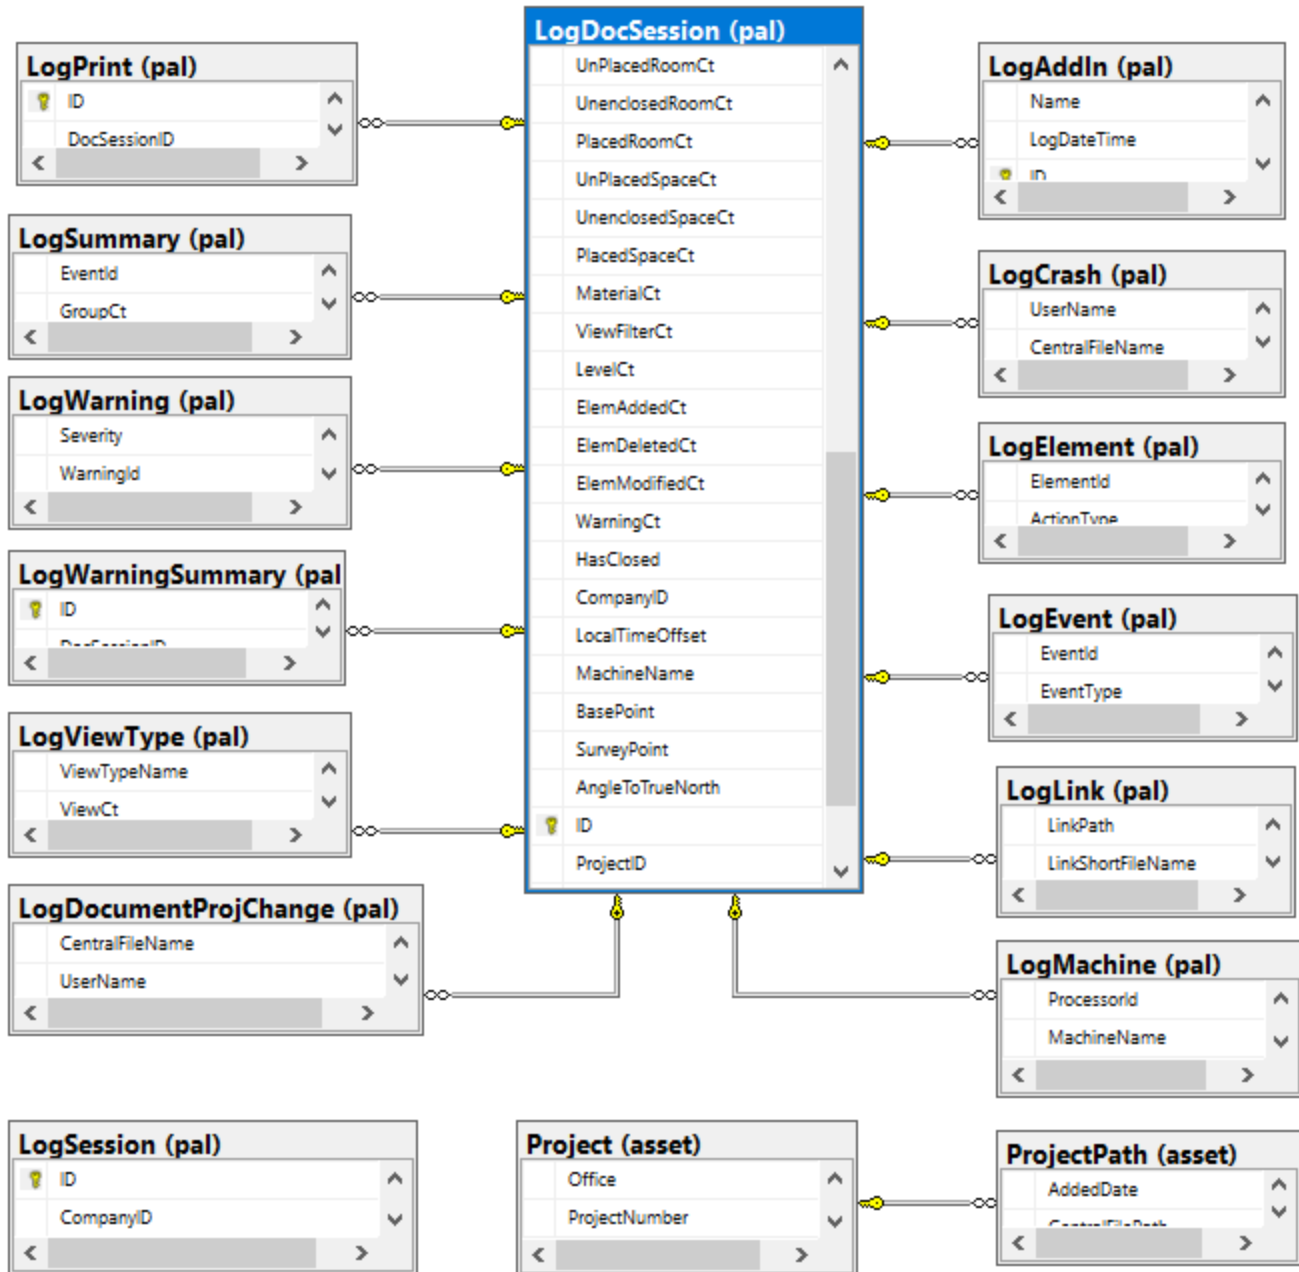 LogDocSession (pal)
UnPlacedRoomCt
UnenclosedRoomCt
PlacedRoomCt
UnPlacedSpaceCt
UnenclosedSpaceCt
PlacedSpaceCt
MaterialCt
ViewFilterCt
LevelCt
ElemAddedCt
ElemDeletedCt
ElemModifiedCt
WarningCt
HasClosed
CompanyID
LocalTimeOffset
MachineName
BasePoint
SurveyPoint
AngleToTrueNorth
ID
ProjectID
LogPrint (pal)
ID
DocSessionID
LogSummary (pal)
EventId
GroupCt
LogWarning (pal)
Severity
WarningId
LogWarningSummary (pal
ID
DocSessionID
LogViewType (pal)
ViewTypeName
ViewCt
LogDocumentProjChange (pal)
CentralFileName
UserName
LogSession (pal)
ID
CompanyID
LogAddIn (pal)
Name
LogDateTime
ID
LogCrash (pal)
UserName
CentralFileName
LogElement (pal)
ElementId
ActionType
LogEvent (pal)
EventId
EventType
LogLink (pal)
LinkPath
LinkShortFileName
LogMachine (pal)
ProcessorId
MachineName
Project (asset)
Office
ProjectNumber
ProjectPath (asset)
AddedDate
CentralFilePath